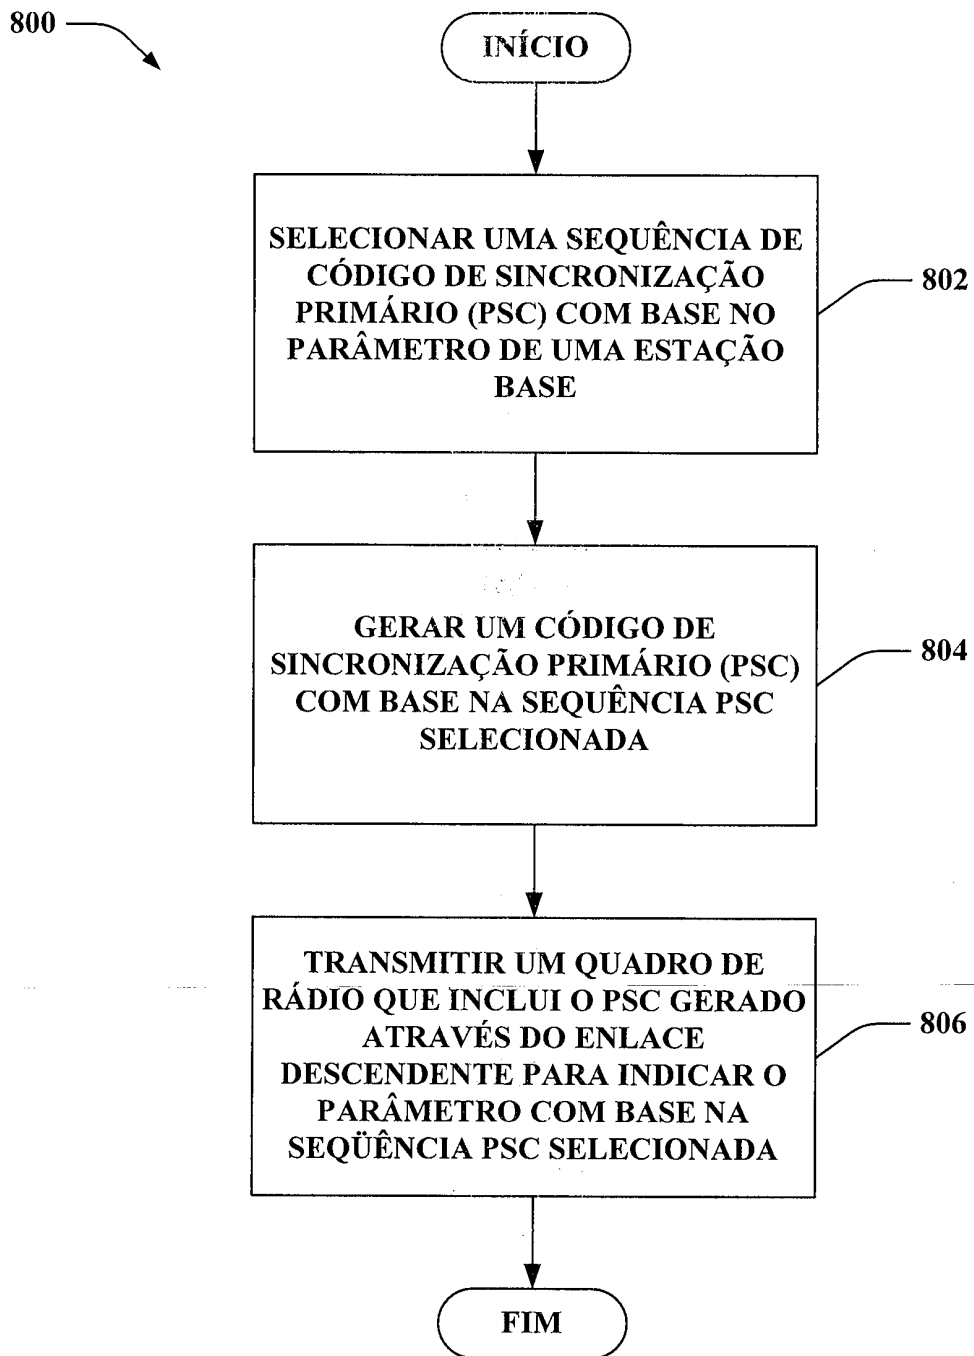 800
INÍCIO
SELECIONAR UMA SEQUÊNCIA DE
CÓDIGO DE SINCRONIZAÇÃO
PRIMÁRIO (PSC) COM BASE NO
PARÂMETRO DE UMA ESTAÇÃO
BASE
802
GERAR UM CÓDIGO DE
SINCRONIZAÇÃO PRIMÁRIO (PSC)
COM BASE NA SEQUÊNCIA PSC
SELECIONADA
804
TRANSMITIR UM QUADRO DE
RÁDIO QUE INCLUI O PSC GERADO
ATRAVÉS DO ENLACE
DESCENDENTE PARA INDICAR O
PARÂMETRO COM BASE NA
SEQÜÊNCIA PSC SELECIONADA
806
FIM